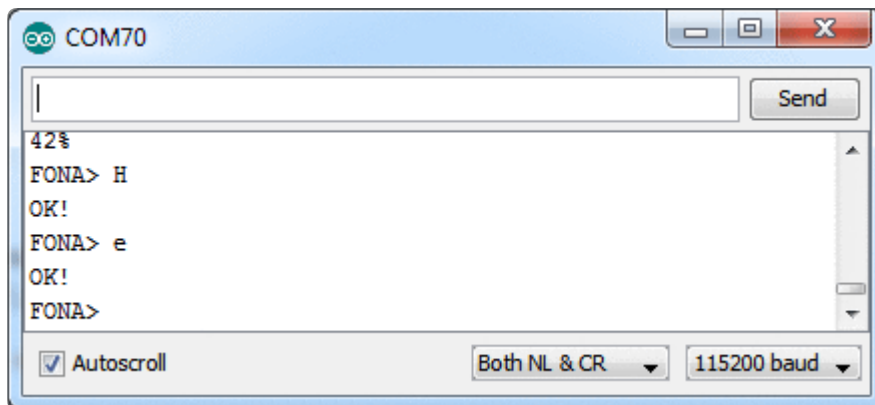 COM70
Send
42%
FONA> H
OK!
FONA> e
OK!
FONA>
Autoscroll
Both NL & CR
115200 baud